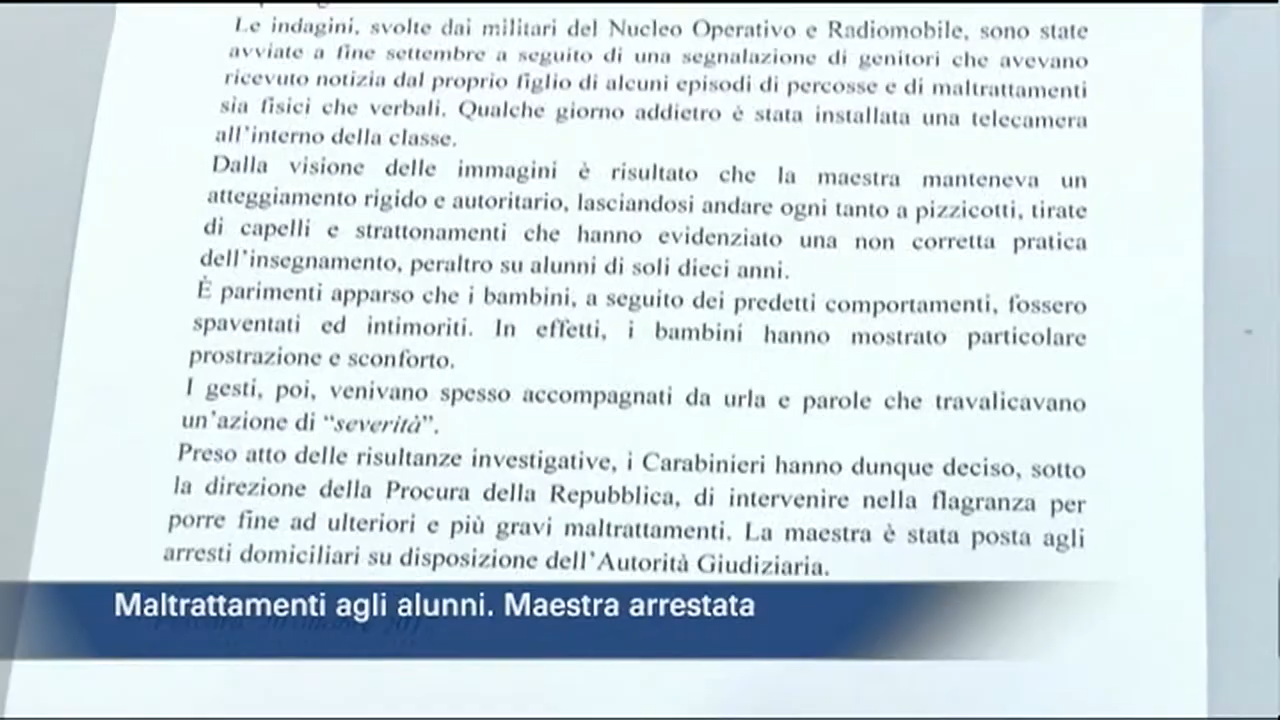 Le indagini, svolte dai militari del Nucleo Operativo e Radiomobile, sono state
avviate a fine settembre a seguito di una segnalazione di genitori che avevano
ricevuto notizia dal proprio figlio di alcuni episodi di percosse e di maltrattamenti
sia fisici che verbali. Qualche giorno addietro è stata installata una telecamera
all'interno della classe.
Dalla visione delle immagini è risultato che la maestra manteneva un
atteggiamento rigido e autoritario, lasciandosi andare ogni tanto a pizzicotti, tirate
di capelli e strattonamenti che hanno evidenziato una non corretta pratica
dell'insegnamento, peraltro su alunni di soli dieci anni.
È parimenti apparso che i bambini, a seguito dei predetti comportamenti, fossero
spaventati ed intimoriti. In effetti, i bambini hanno mostrato particolare
prostrazione e sconforto.
I gesti, poi, venivano spesso accompagnati da urla e parole che travalicavano
un'azione di “severità”.
Preso atto delle risultanze investigative, i Carabinieri hanno dunque deciso, sotto
la direzione della Procura della Repubblica, di intervenire nella flagranza per
porre fine ad ulteriori e più gravi maltrattamenti. La maestra è stata posta agli
arresti domiciliari su disposizione dell'Autorità Giudiziaria.
Maltrattamenti agli alunni. Maestra arrestata